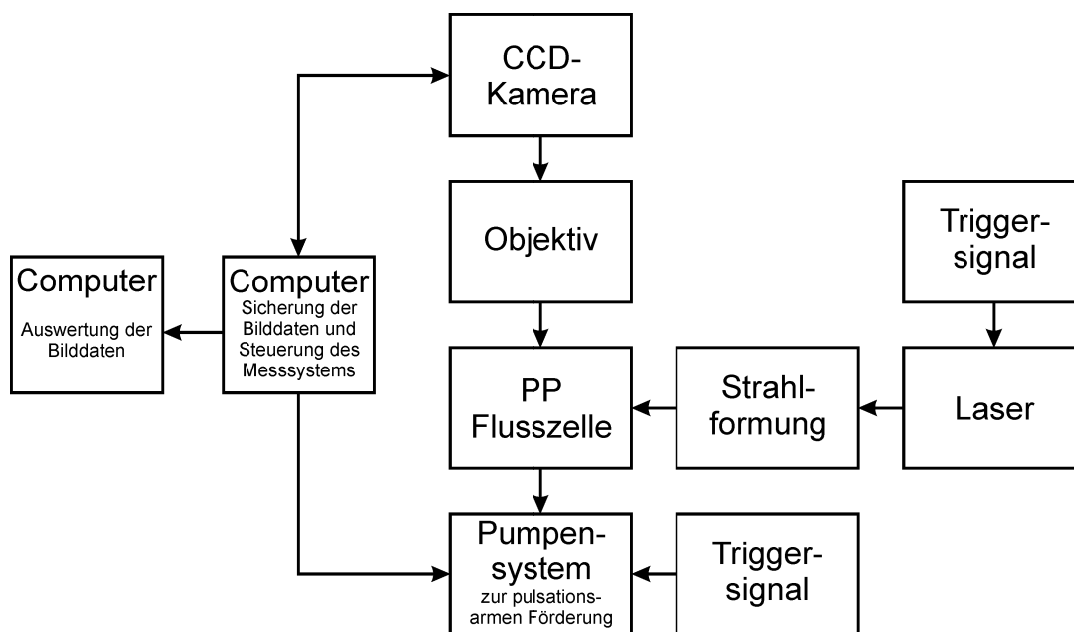 CCD-
Kamera
Objektiv
Trigger-
signal
Computer
Auswertung der
Bilddaten
Computer
Sicherung der
Bilddaten und
Steuerung des
Messsystems
PP
Flusszelle
Strahl-
formung
Laser
Pumpen-
system
zur pulsations-
armen Förderung
Trigger-
signal